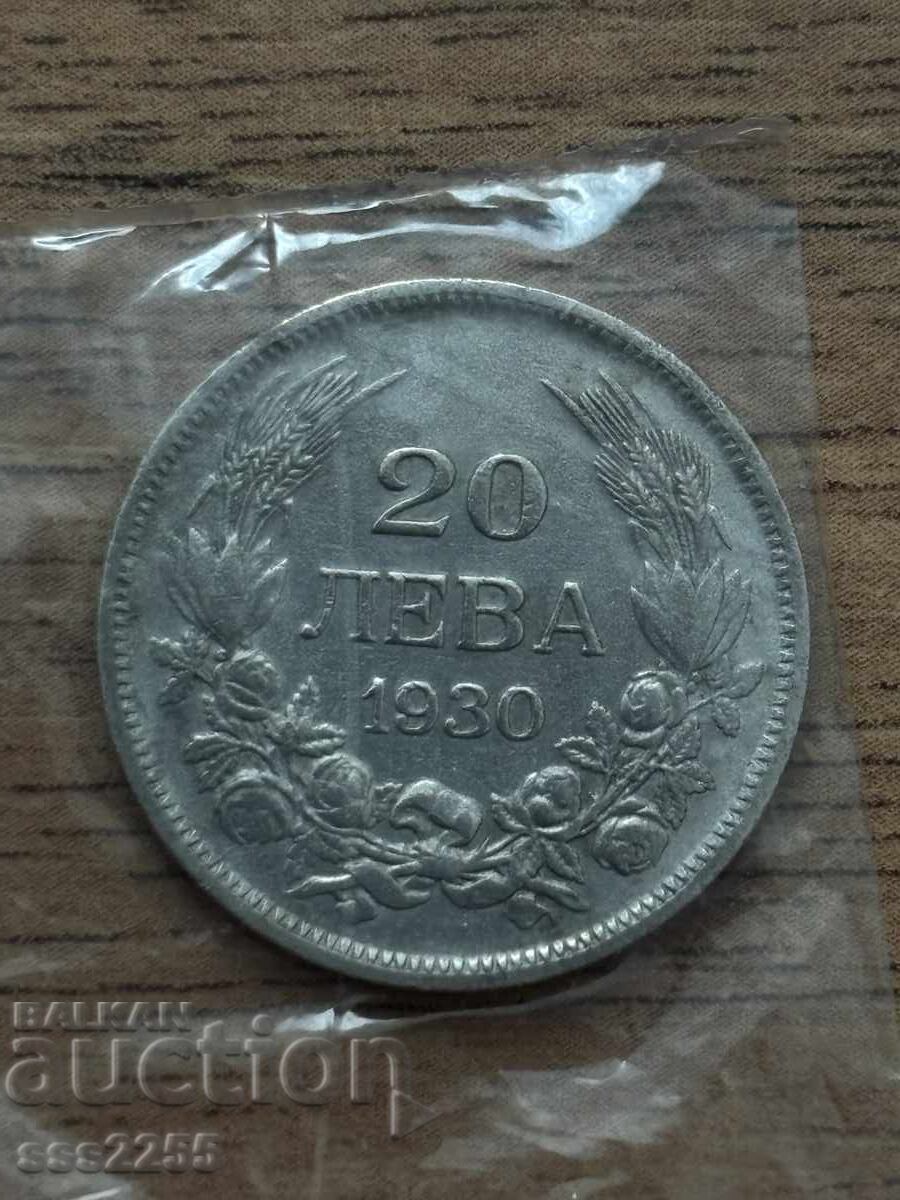 20
ЛЕВА
1930
BALKAN
auction
sss2255